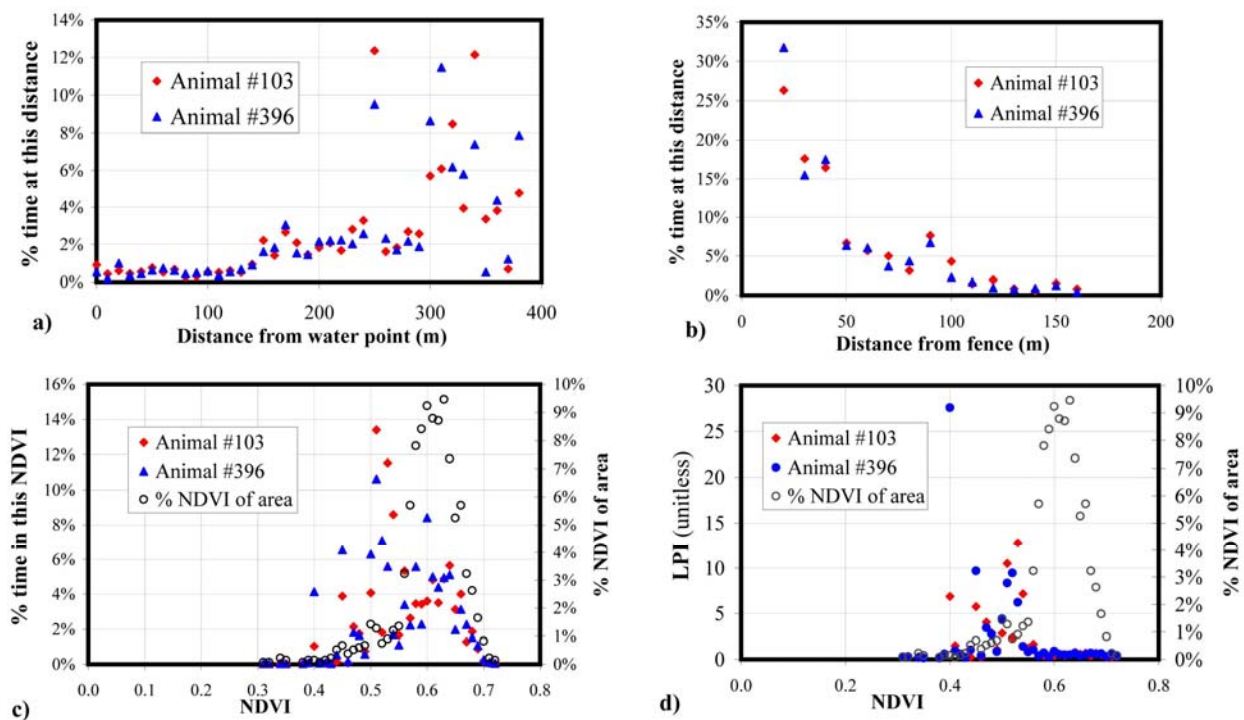 14%
12%
10%
8%
6%
4%
2%
0%
% time at this distance
Animal #103
Animal #396
0 100 200 300 400
a) Distance from water point (m)
35%
30%
25%
20%
15%
10%
5%
0%
% time at this distance
Animal #103
Animal #396
0 50 100 150 200
b) Distance from fence (m)
16%
14%
12%
10%
8%
6%
4%
2%
0%
% time in this NDVI
Animal #103
Animal #396
% NDVI of area
10%
9%
8%
7%
6%
5%
4%
3%
2%
1%
0%
% NDVI of area
0.0 0.1 0.2 0.3 0.4 0.5 0.6 0.7 0.8
c) NDVI
30
25
20
15
10
5
0
LPI (unitless)
Animal #103
Animal #396
% NDVI of area
10%
9%
8%
7%
6%
5%
4%
3%
2%
1%
0%
% NDVI of area
0.0 0.2 0.4 0.6 0.8
d) NDVI